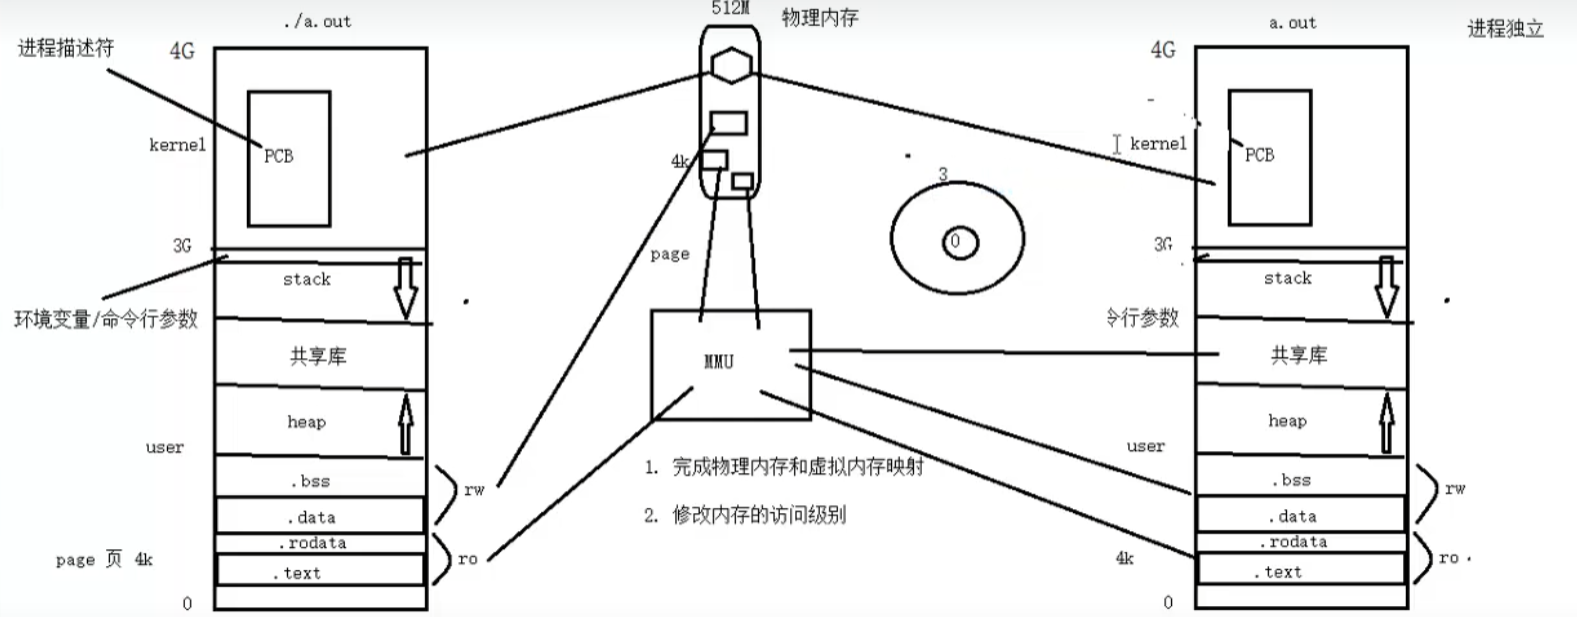 ./a.out
进程描述符
4G
kernel
PCB
3G
stack
环境变量/命令行参数
共享库
heap
user
.bss
rw
.data
.rodata
page 页 4k
ro
.text
0
512M
物理内存
4k
page
MMU
1. 完成物理内存和虚拟内存映射
2. 修改内存的访问级别
3
0
a.out
进程独立
4G
kernel
PCB
3G
stack
令行参数
共享库
heap
user
.bss
rw
.data
.rodata
4k
ro
.text
0